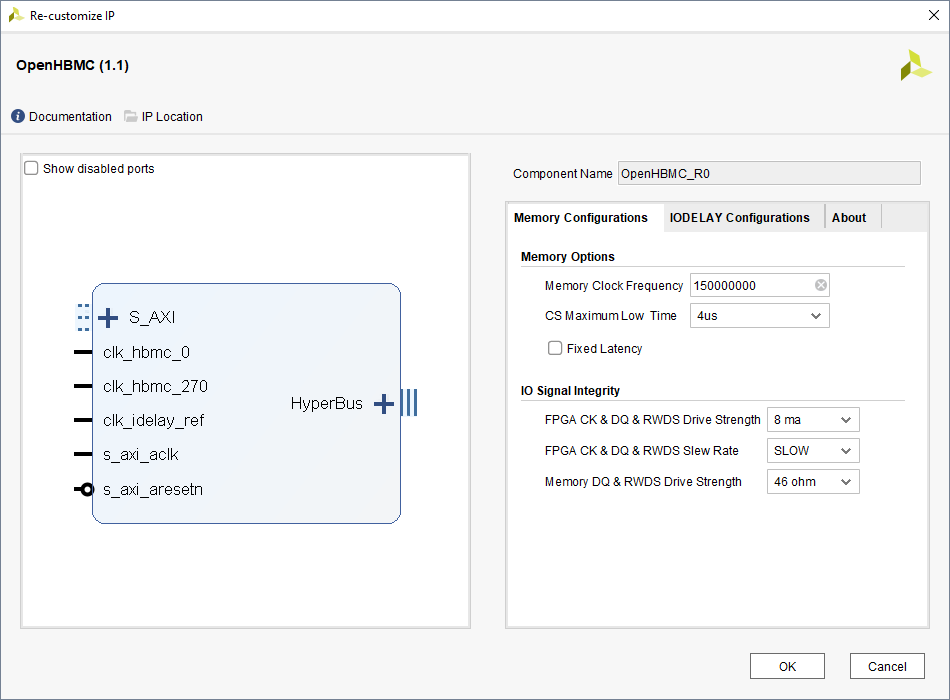 Re-customize IP
OpenHBMC (1.1)
i Documentation IP Location
Show disabled ports
S_AXI
clk_hbmc_0
clk_hbmc_270
clk_idelay_ref
s_axi_aclk
s_axi_aresetn
HyperBus
Component Name OpenHBMC_R0
Memory Configurations IODELAY Configurations About
Memory Options
Memory Clock Frequency 150000000
CS Maximum Low Time 4us
Fixed Latency
IO Signal Integrity
FPGA CK & DQ & RWDS Drive Strength 8 ma
FPGA CK & DQ & RWDS Slew Rate SLOW
Memory DQ & RWDS Drive Strength 46 ohm
OK Cancel